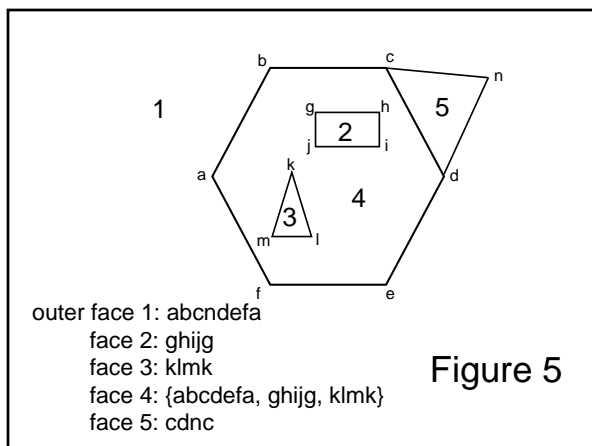 b
c
n
1
5
g
h
2
j
i
k
a
d
4
3
m
l
f
e
outer face 1: abcndefa
face 2: ghijg
face 3: klmk
face 4: {abcdefa, ghijg, klmk}
face 5: cdnc
Figure 5